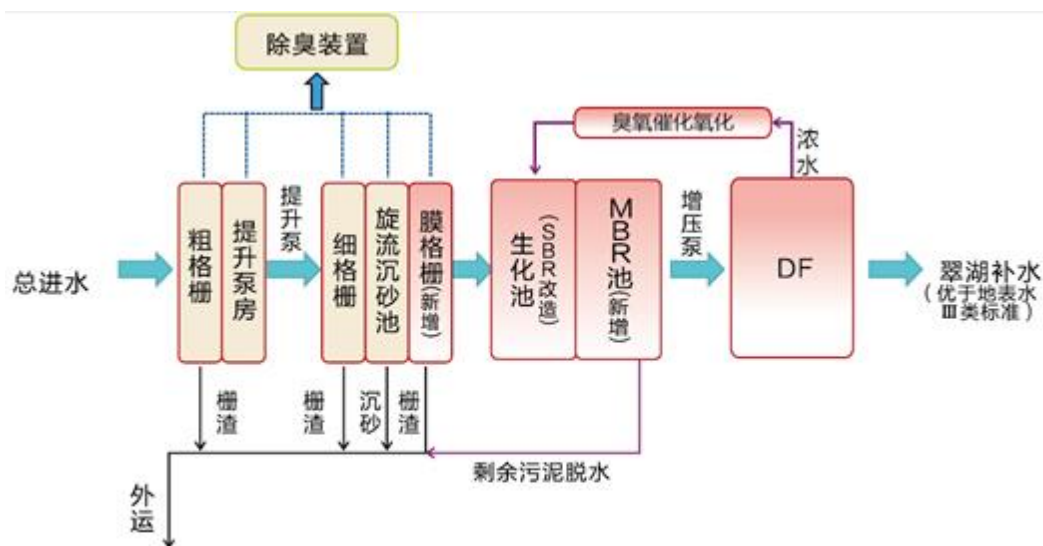 除臭装置
臭氧催化氧化
浓水
总进水
粗格栅
提升泵房
提升泵
细格栅
旋流沉砂池
膜格栅(新增)
生化池
(SBR改造)
MBR池(新增)
增压泵
DF
翠湖补水
(优于地表水
Ⅲ类标准)
栅渣
栅渣
沉砂
栅渣
剩余污泥脱水
外运